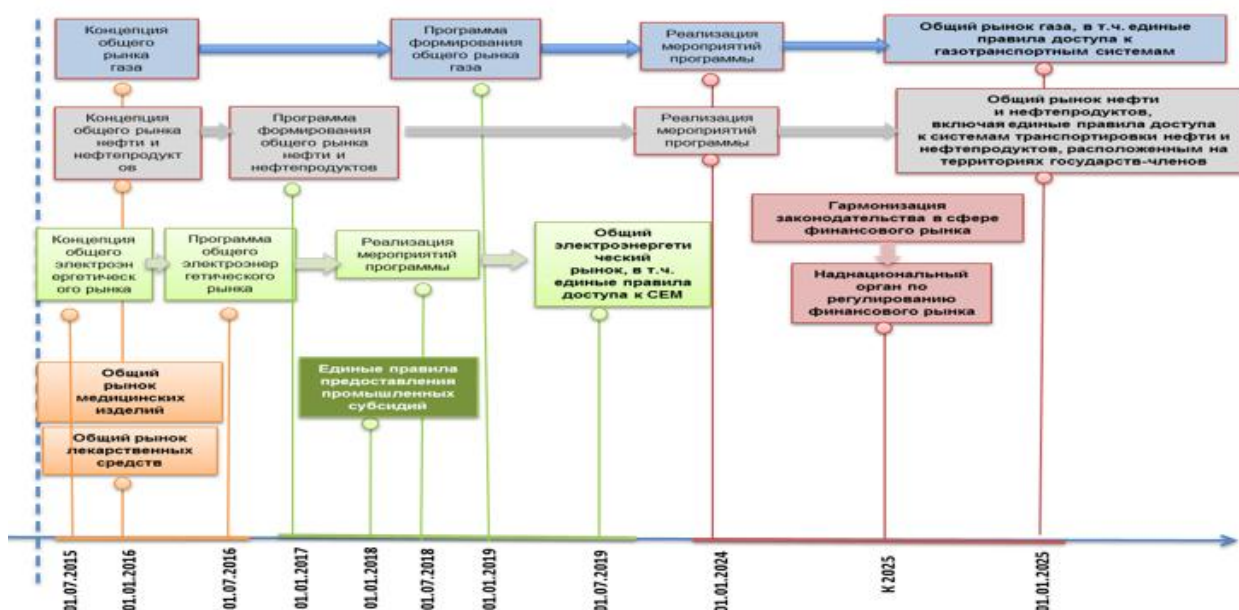 Концепция
общего
рынка
газа
Программа
формирования
общего рынка
газа
Реализация
мероприятий
программы
Общий рынок газа, в т.ч. единые
правила доступа к
газотранспортным системам
Концепция
общего рынка
нефти и
нефтепродукт
ов
Программа
формирования
общего рынка
нефти и
нефтепродуктов
Реализация
мероприятий
программы
Общий рынок нефти
и нефтепродуктов,
включая единые правила доступа
к системам транспортировки нефти и
нефтепродуктов, расположенным на
территориях государств-членов
Концепция
общего
электроэн
ергетическ
ого рынка
Программа
общего
электроэнер
гетического
рынка
Реализация
мероприятий
программы
Общий
электроэнергети
ческий
рынок, в т.ч.
единые правила
доступа к СЕМ
Гармонизация
законодательства в сфере
финансового рынка
Наднациональный
орган по
регулированию
финансового рынка
Общий
рынок
медицинских
изделий
Единые правила
предоставления
промышленных
субсидий
Общий рынок
лекарственных
средств
01.07.2015
01.01.2016
01.07.2016
01.01.2017
01.01.2018
01.07.2018
01.01.2019
01.07.2019
01.01.2024
К 2025
01.01.2025